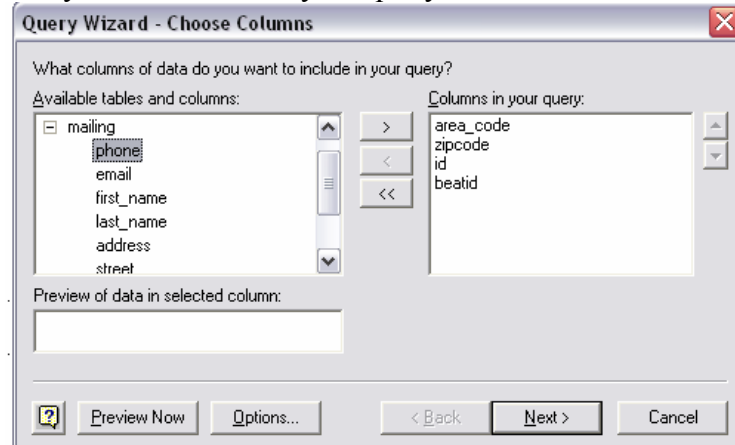 Query Wizard - Choose Columns
What columns of data do you want to include in your query?
Available tables and columns:
Columns in your query:
mailing
phone
email
first_name
last_name
address
street
>
<
<<
area_code
zipcode
id
beatid
Preview of data in selected column:
Preview Now
Options...
< Back
Next >
Cancel